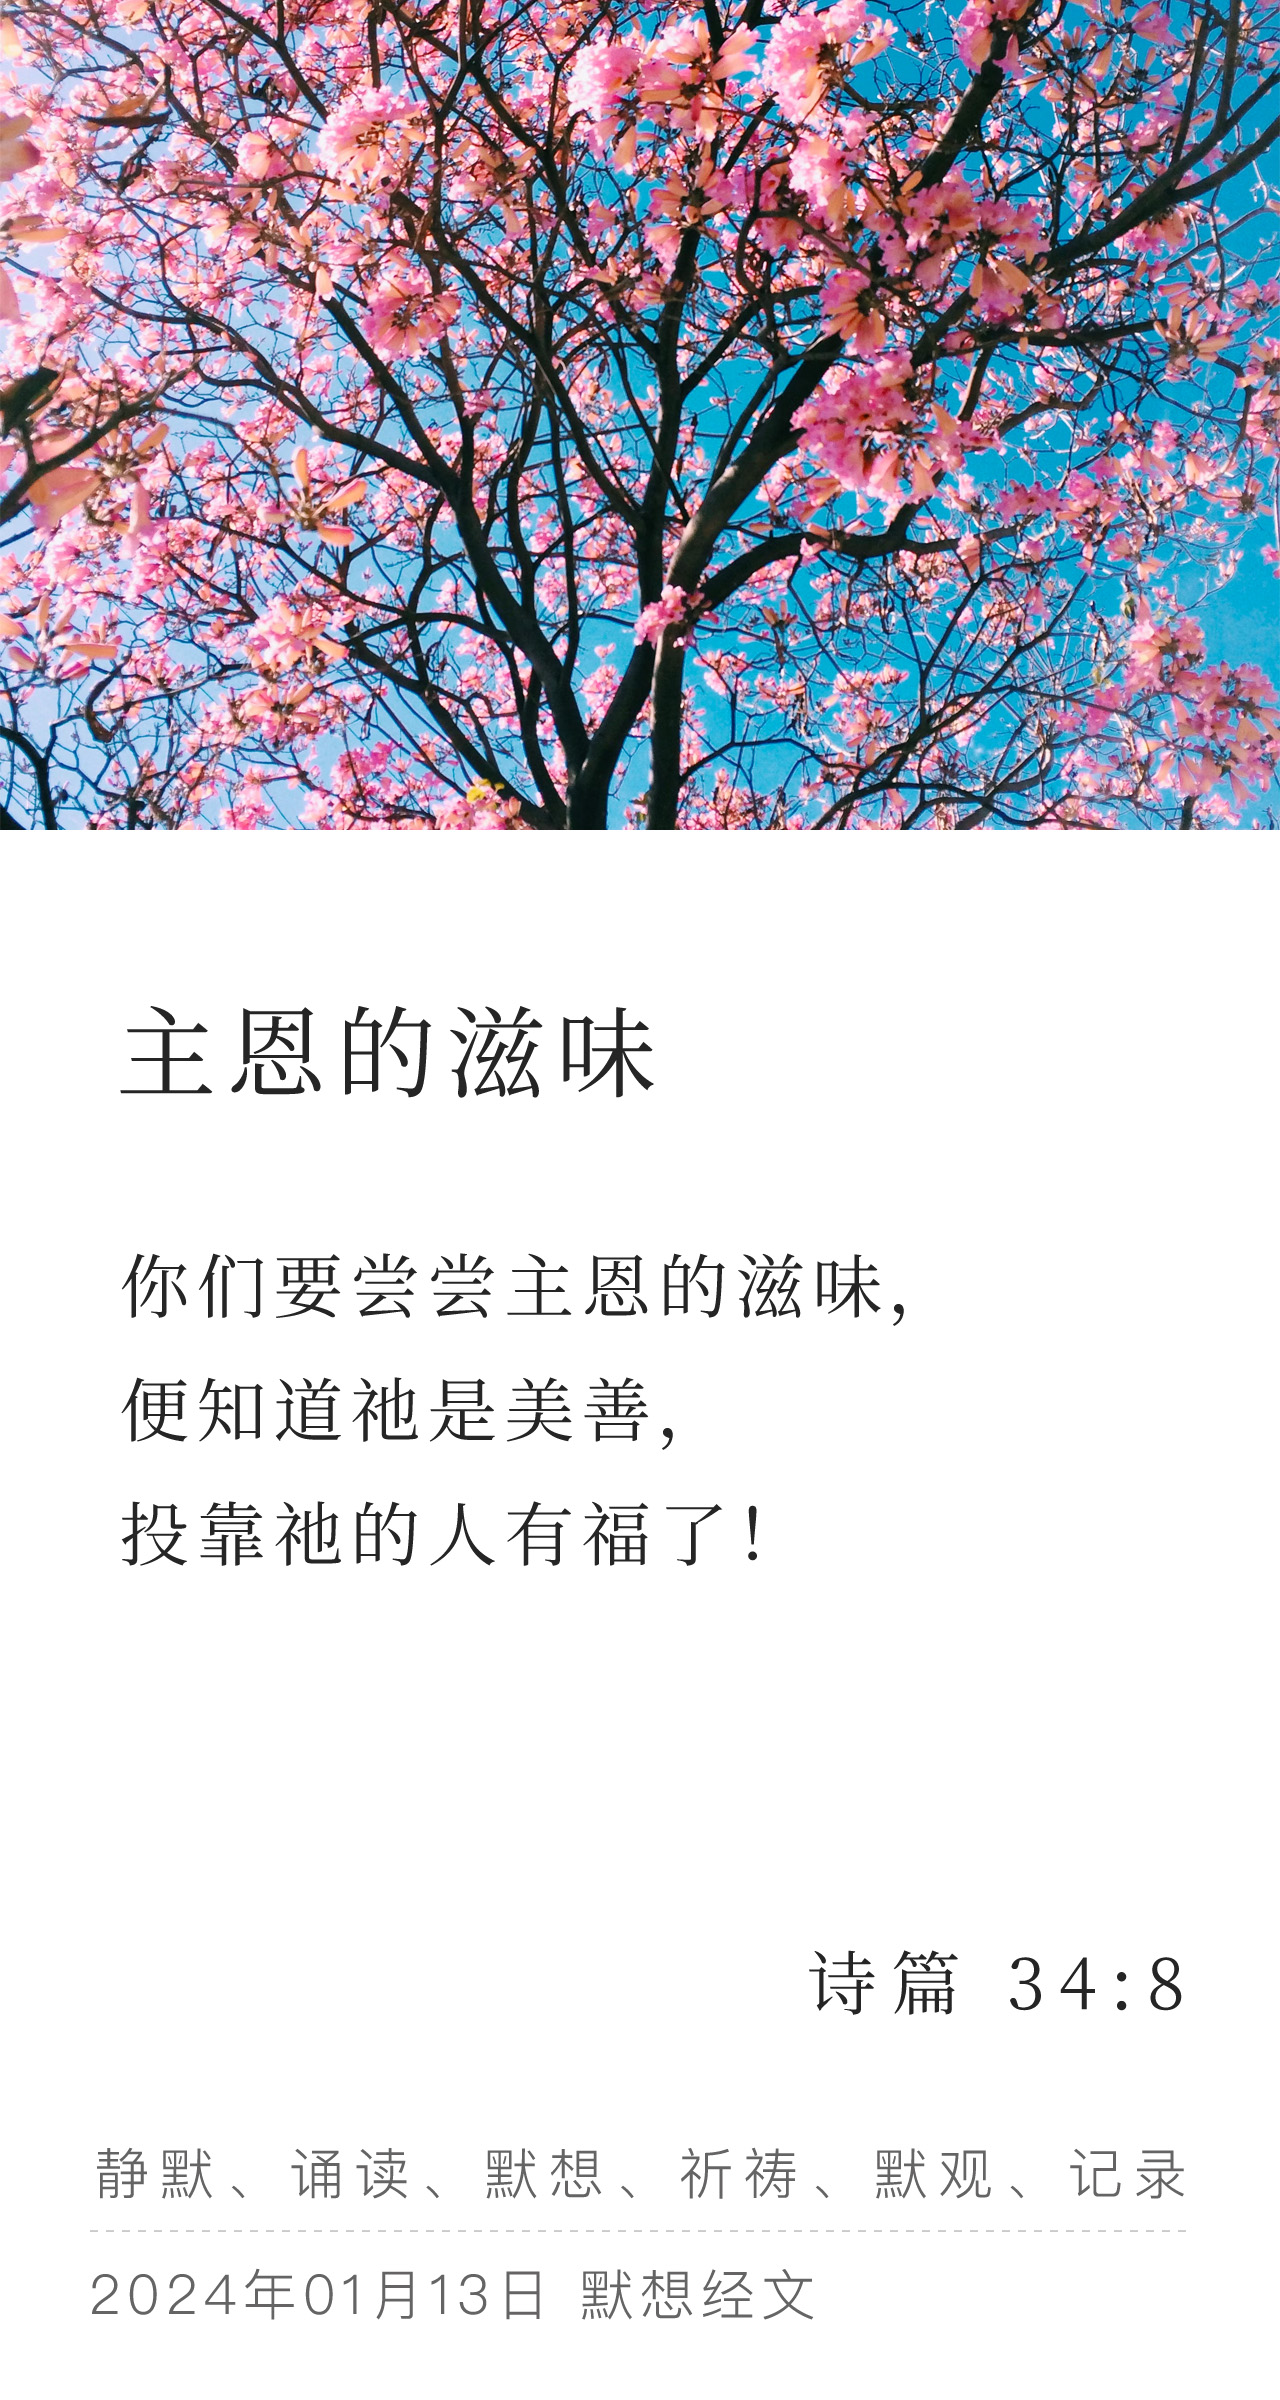 主恩的滋味
你们要尝尝主恩的滋味，
便知道祂是美善，
投靠祂的人有福了！
诗篇 34:8
静默、诵读、默想、祈祷、默观、记录
2024年01月13日 默想经文